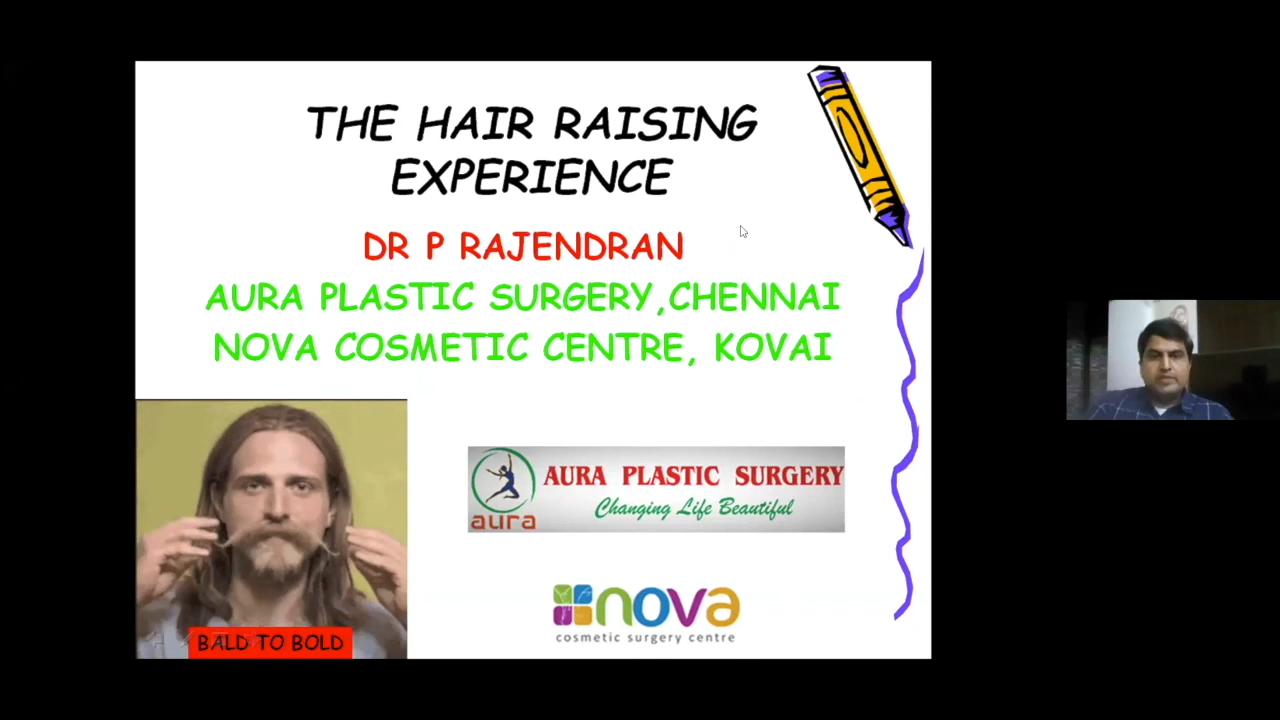 THE HAIR RAISING
EXPERIENCE
DR P RAJENDRAN
AURA PLASTIC SURGERY,CHENNAI
NOVA COSMETIC CENTRE, KOVAI
AURA PLASTIC SURGERY
Changing Life Beautiful
aura
nova
cosmetic surgery centre
BALD TO BOLD